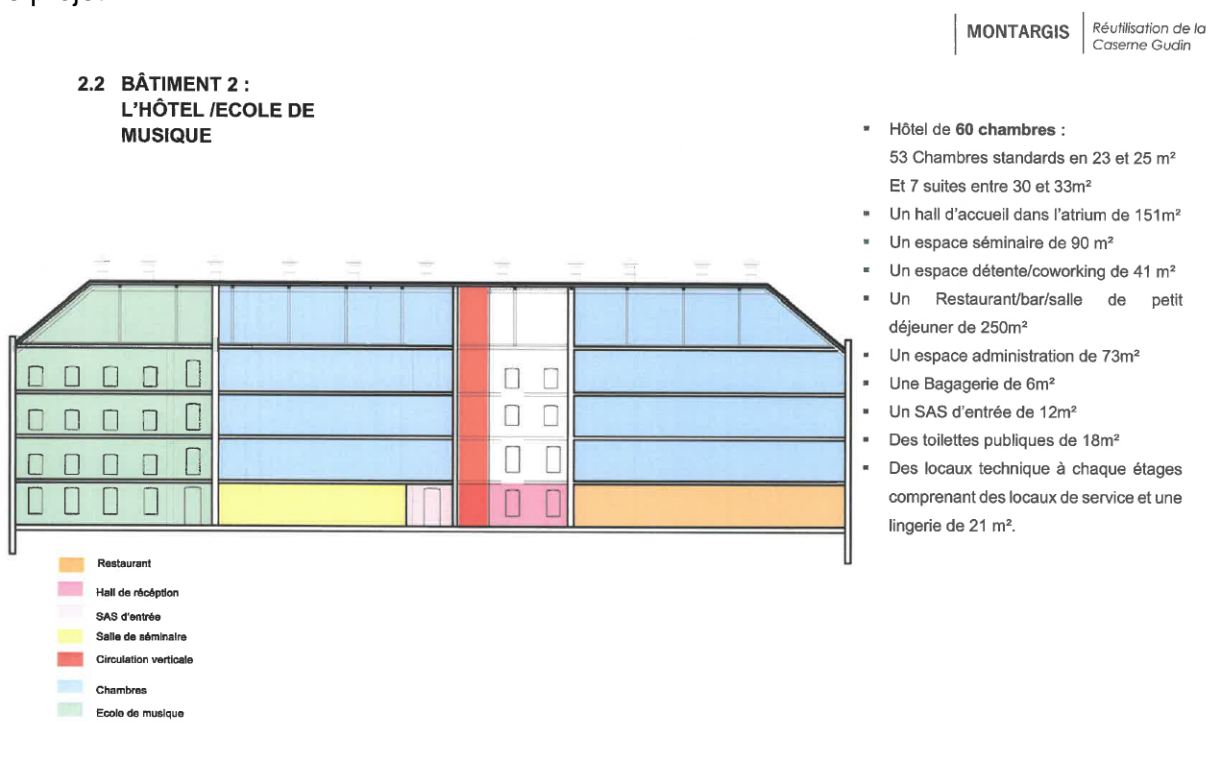 MONTARGIS
Réutilisation de la
Caserne Gudin
2.2 BÂTIMENT 2 :
L'HÔTEL /ECOLE DE
MUSIQUE
▪ Hôtel de 60 chambres :
53 Chambres standards en 23 et 25 m²
Et 7 suites entre 30 et 33m²
▪ Un hall d'accueil dans l'atrium de 151m²
▪ Un espace séminaire de 90 m²
▪ Un espace détente/coworking de 41 m²
▪ Un Restaurant/bar/salle de petit
déjeuner de 250m²
▪ Un espace administration de 73m²
▪ Une Bagagerie de 6m²
▪ Un SAS d'entrée de 12m²
▪ Des toilettes publiques de 18m²
▪ Des locaux technique à chaque étages
comprenant des locaux de service et une
lingerie de 21 m².
Restaurant
Hall de récéption
SAS d'entrée
Salle de séminaire
Circulation verticale
Chambres
Ecole de musique